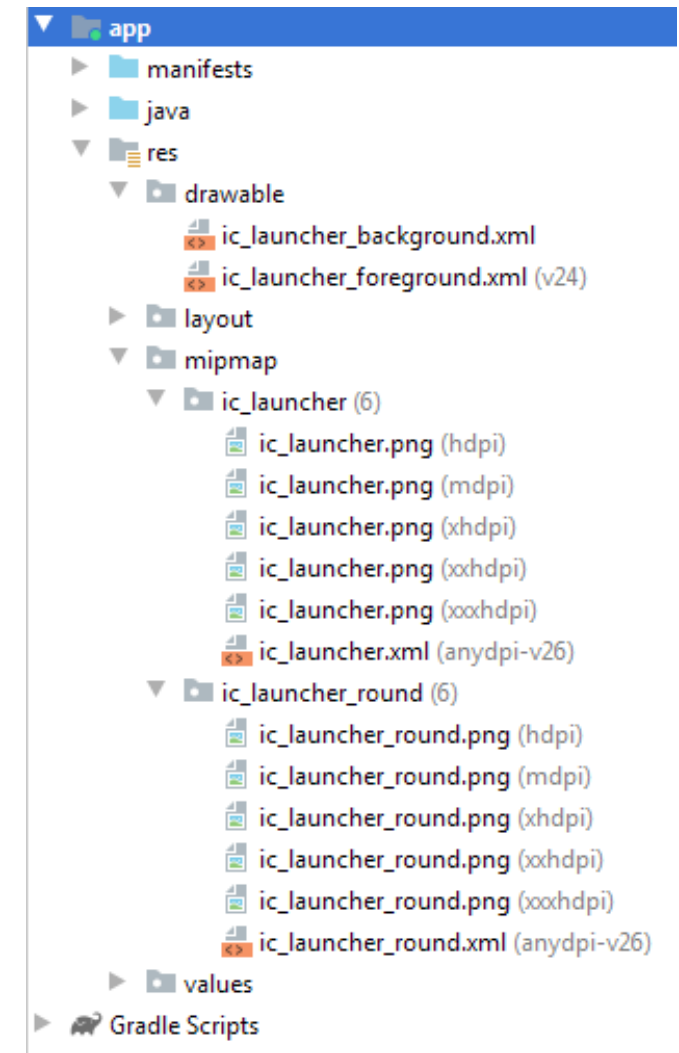 app
manifests
java
res
drawable
ic_launcher_background.xml
ic_launcher_foreground.xml (v24)
layout
mipmap
ic_launcher (6)
ic_launcher.png (hdpi)
ic_launcher.png (mdpi)
ic_launcher.png (xhdpi)
ic_launcher.png (xxhdpi)
ic_launcher.png (xxxhdpi)
ic_launcher.xml (anydpi-v26)
ic_launcher_round (6)
ic_launcher_round.png (hdpi)
ic_launcher_round.png (mdpi)
ic_launcher_round.png (xhdpi)
ic_launcher_round.png (xxhdpi)
ic_launcher_round.png (xxxhdpi)
ic_launcher_round.xml (anydpi-v26)
values
Gradle Scripts